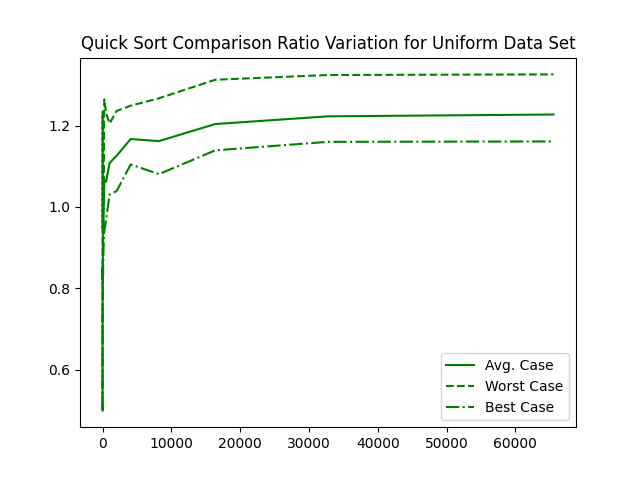 Quick Sort Comparison Ratio Variation for Uniform Data Set
1.2
1.0
0.8
0.6
Avg. Case
Worst Case
Best Case
0 10000 20000 30000 40000 50000 60000